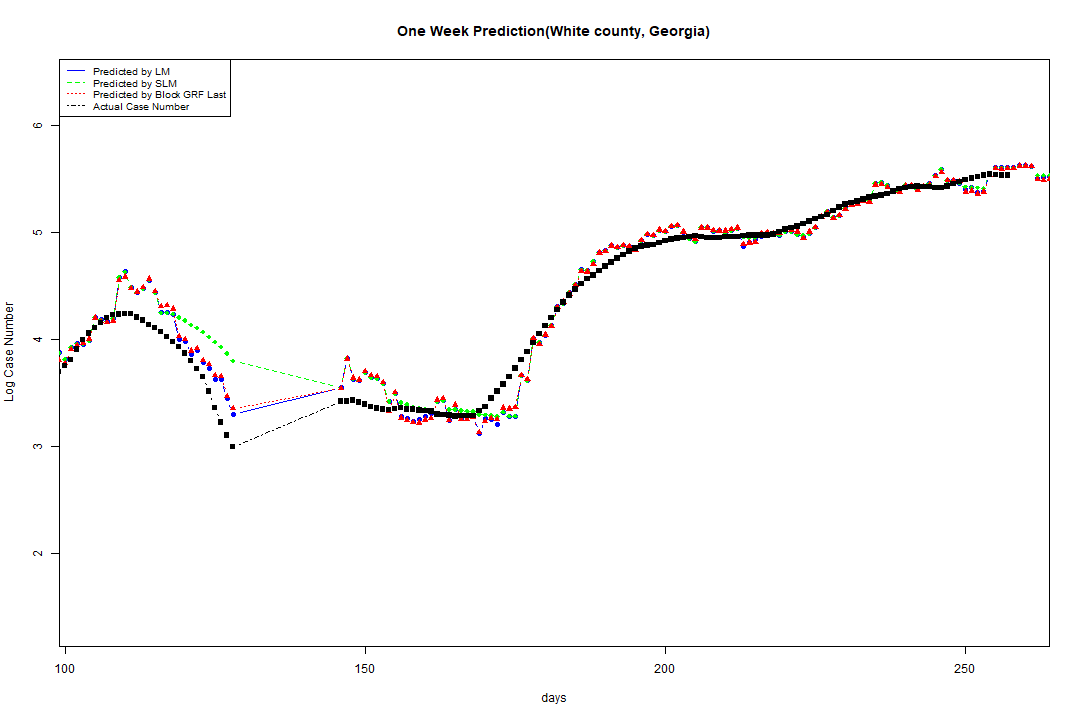 One Week Prediction(White county, Georgia)
Predicted by LM
Predicted by SLM
Predicted by Block GRF Last
Actual Case Number
6
5
4
3
2
Log Case Number
100 150 200 250
days